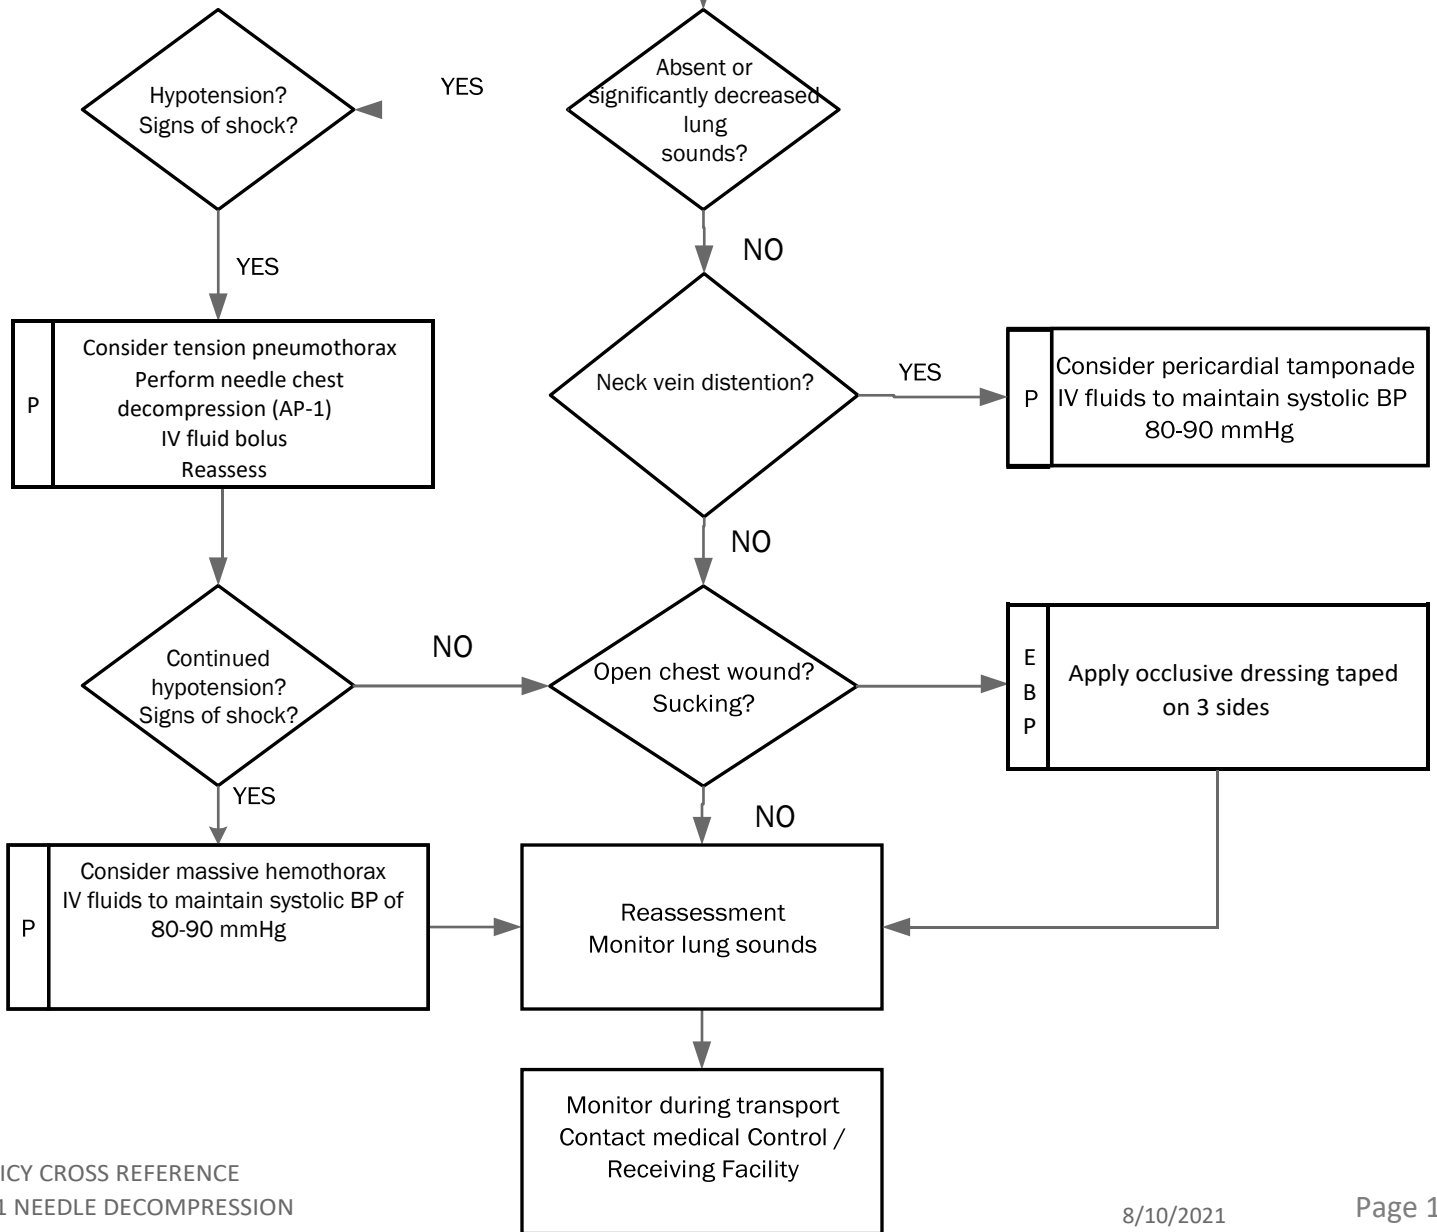 Hypotension?
Signs of shock?
YES
Absent or
significantly decreased
lung
sounds?
YES
NO
P
Consider tension pneumothorax
Perform needle chest
decompression (AP-1)
IV fluid bolus
Reassess
Neck vein distention?
YES
P
Consider pericardial tamponade
IV fluids to maintain systolic BP
80-90 mmHg
NO
Continued
hypotension?
Signs of shock?
NO
Open chest wound?
Sucking?
E
B
P
Apply occlusive dressing taped
on 3 sides
YES
NO
P
Consider massive hemothorax
IV fluids to maintain systolic BP of
80-90 mmHg
Reassessment
Monitor lung sounds
Monitor during transport
Contact medical Control /
Receiving Facility
ICY CROSS REFERENCE
1 NEEDLE DECOMPRESSION
8/10/2021
Page 1